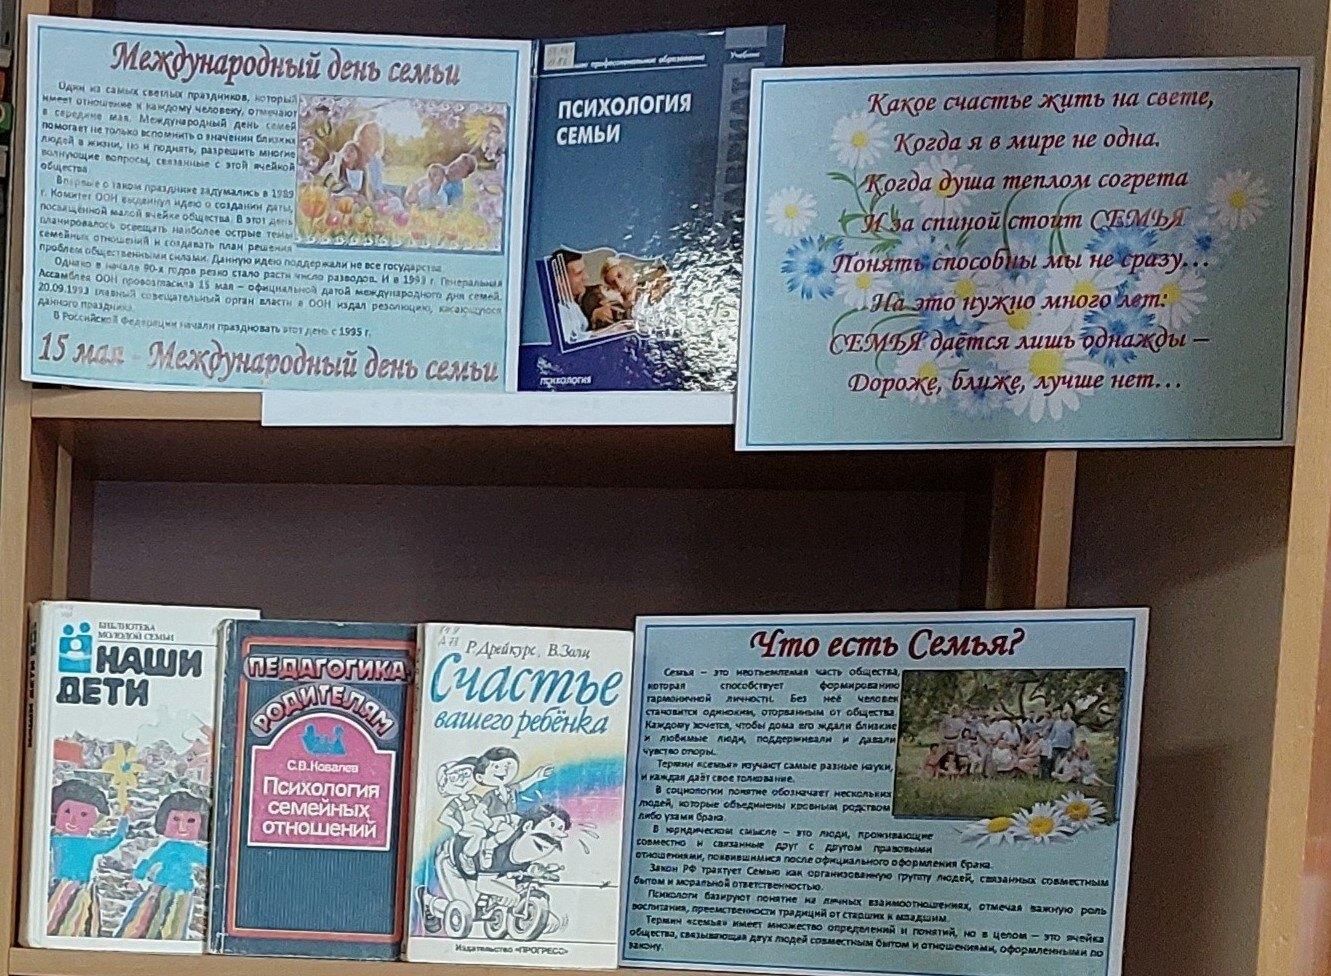 Международный день семьи
Один из самых светлых праздников, который
имеет отношение к каждому человеку, отмечают
в середине мая. Международный день семей
помогает не только вспомнить о значении близких
людей в жизни, но и поднять, разрешить многие
волнующие вопросы, связанные с этой ячейкой
общества
Впервые о таком празднике задумались в 1989
г. Комитет ООН выдвинул идею о создании даты,
посвящённой малой ячейке общества. В этот день
планировалось освещать наиболее острые темы
семейных отношений и создавать план решения
проблем общественными силами. Данную идею поддержали не все государства.
Однако в начале 90-х годов резко стало расти число разводов. И в 1993 г. Генеральная
Ассамблея ООН провозгласила 15 мая – официальной датой международного дня семей.
20.09.1993 главный совещательный орган власти в ООН издал резолюцию, касающуюся
данного праздника.
В Российской Федерации начали праздновать этот день с 1995 г.
15 мая - Международный день семьи
профессиональное образование
Учебник
ПСИХОЛОГИЯ
СЕМЬИ
ПСИХОЛОГИЯ
Какое счастье жить на свете,
Когда я в мире не одна.
Когда душа теплом согрета
И за спиной стоит СЕМЬЯ
Понять способны мы не сразу…
На это нужно много лет:
СЕМЬЯ даётся лишь однажды –
Дороже, ближе, лучше нет…
БИБЛИОТЕКА
МОЛОДОЙ СЕМЬИ
НАШИ
ДЕТИ
ПЕДАГОГИКА
РОДИТЕЛЯМ
С.В.Ковалев
Психология
семейных
отношений
Р.Дрейкурс, В.Золц
Счастье
вашего ребёнка
Издательство «ПРОГРЕСС»
Что есть Семья?
Семья – это неотъемлемая часть общества,
которая способствует формированию
гармоничной личности. Без неё человек
становится одиноким, оторванным от общества.
Каждому хочется, чтобы дома его ждали близкие
и любимые люди, поддерживали и давали
чувство опоры.
Термин «семья» изучают самые разные науки,
и каждая даёт свое толкование.
В социологии понятие обозначает нескольких
людей, которые объединены кровным родством
либо узами брака.
В юридическом смысле – это люди, проживающие
совместно и связанные друг с другом правовыми
отношениями, появившимися после официального оформления брака.
Закон РФ трактует Семью как организованную группу людей, связанных совместным
бытом и моральной ответственностью.
Психологи базируют понятие на личных взаимоотношениях, отмечая важную роль
воспитания, преемственности традиций от старших к младшим.
Термин «семья» имеет множество определений и понятий, но в целом – это ячейка
общества, связывающая двух людей совместным бытом и отношениями, оформленными по
закону.